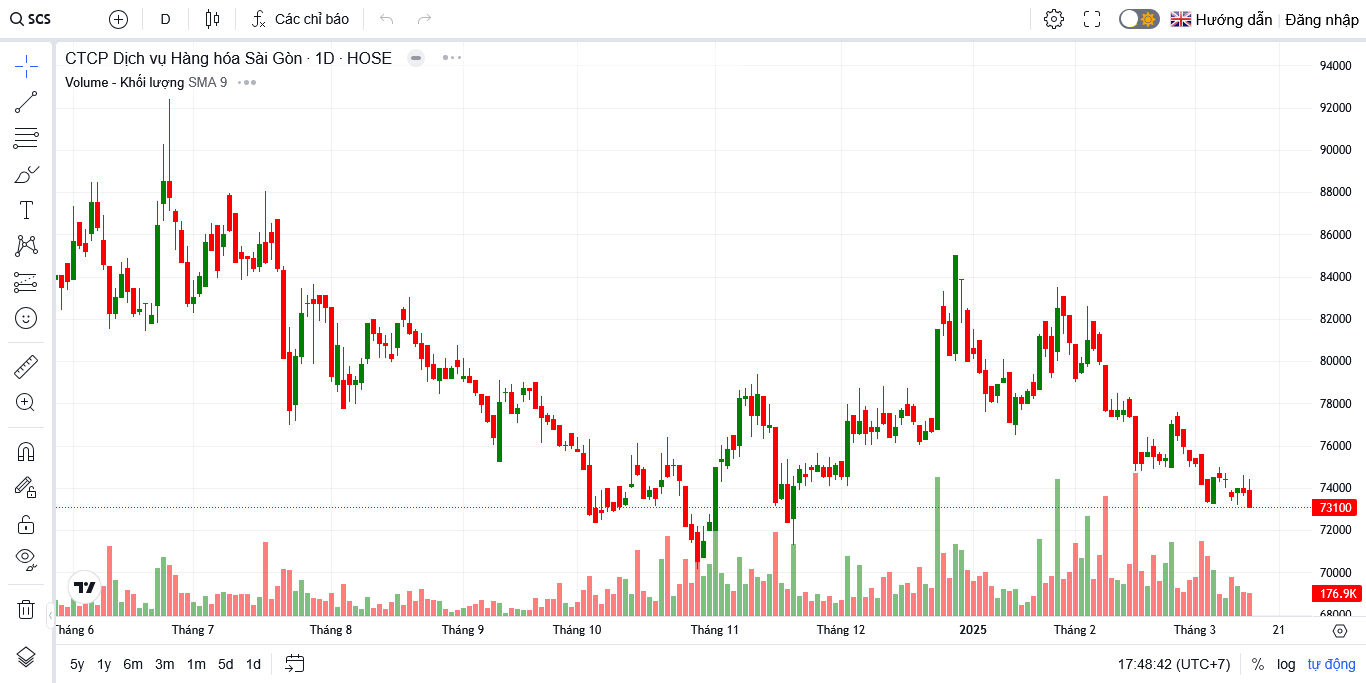 SCS D Các chỉ báo Hướng dẫn Đăng nhập
CTCP Dịch vụ Hàng hóa Sài Gòn · 1D · HOSE
Volume - Khối lượng SMA 9
94000
92000
90000
88000
86000
84000
82000
80000
78000
76000
74000
73100
72000
70000
176.9K
68000
Tháng 6 Tháng 7 Tháng 8 Tháng 9 Tháng 10 Tháng 11 Tháng 12 2025 Tháng 2 Tháng 3 21
5y 1y 6m 3m 1m 5d 1d 17:48:42 (UTC+7) % log tự động